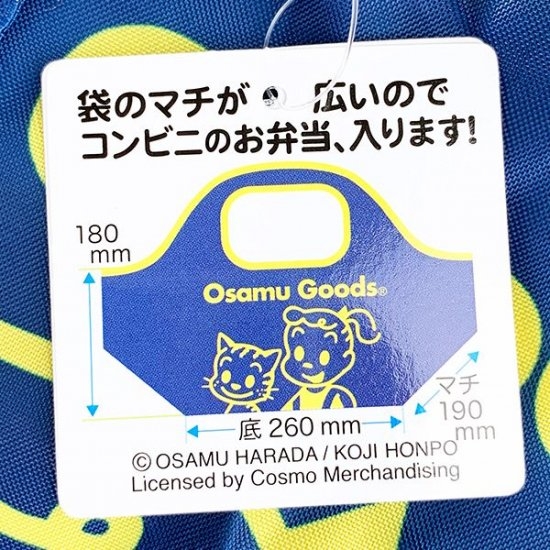 袋のマチが 広いので
コンビニのお弁当、入ります!
180
mm
Osamu Goods®
マチ
190
mm
底 260 mm
© OSAMU HARADA / KOJI HONPO
Licensed by Cosmo Merchandising